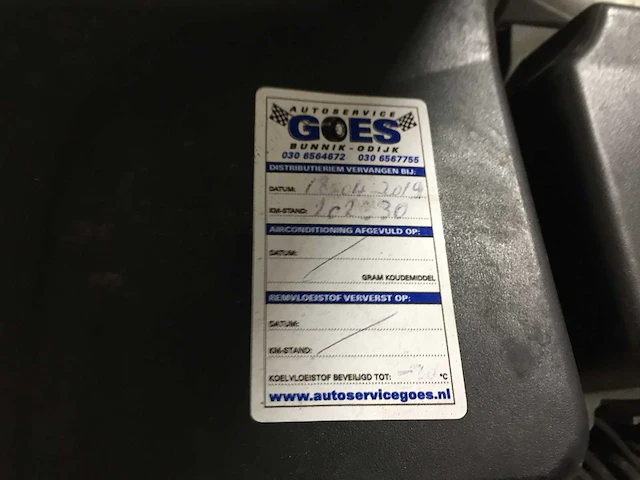 AUTOSERVICE
GOES
BUNNIK - ODIJK
030 6564672 030 6567755
DISTRIBUTIERIEM VERVANGEN BIJ:
DATUM: 2014
KM-STAND:
AIRCONDITIONING AFGEVULD OP:
DATUM:
GRAM KOUDEMIDDEL
REMVLOEISTOF VERVERST OP:
DATUM:
KM-STAND:
KOELVLOEISTOF BEVEILIGD TOT: °C
www.autoservicegoes.nl